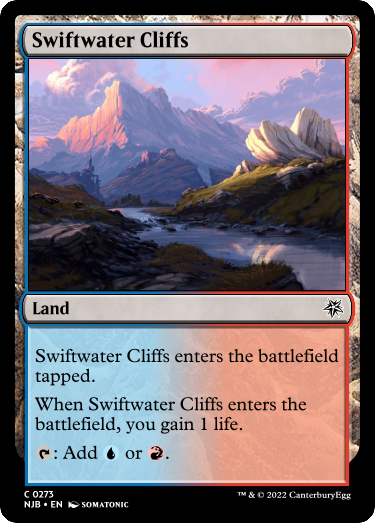 Swiftwater Cliffs
Land
Swiftwater Cliffs enters the battlefield
tapped.
When Swiftwater Cliffs enters the
battlefield, you gain 1 life.
: Add or .
C 0273
NJB • EN SOMATONIC
™ & © 2022 CanterburyEgg